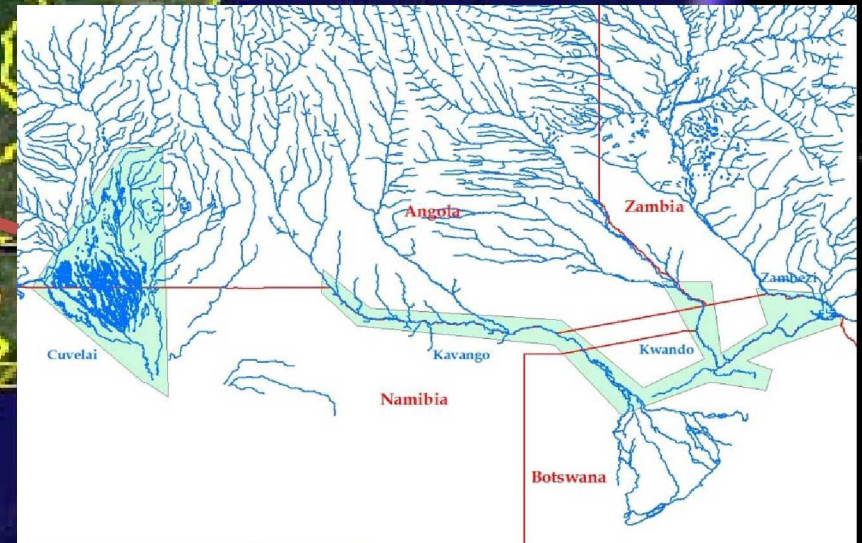 Angola
Zambia
Zambezi
Cuvelai
Kavango
Kwando
Namibia
Botswana